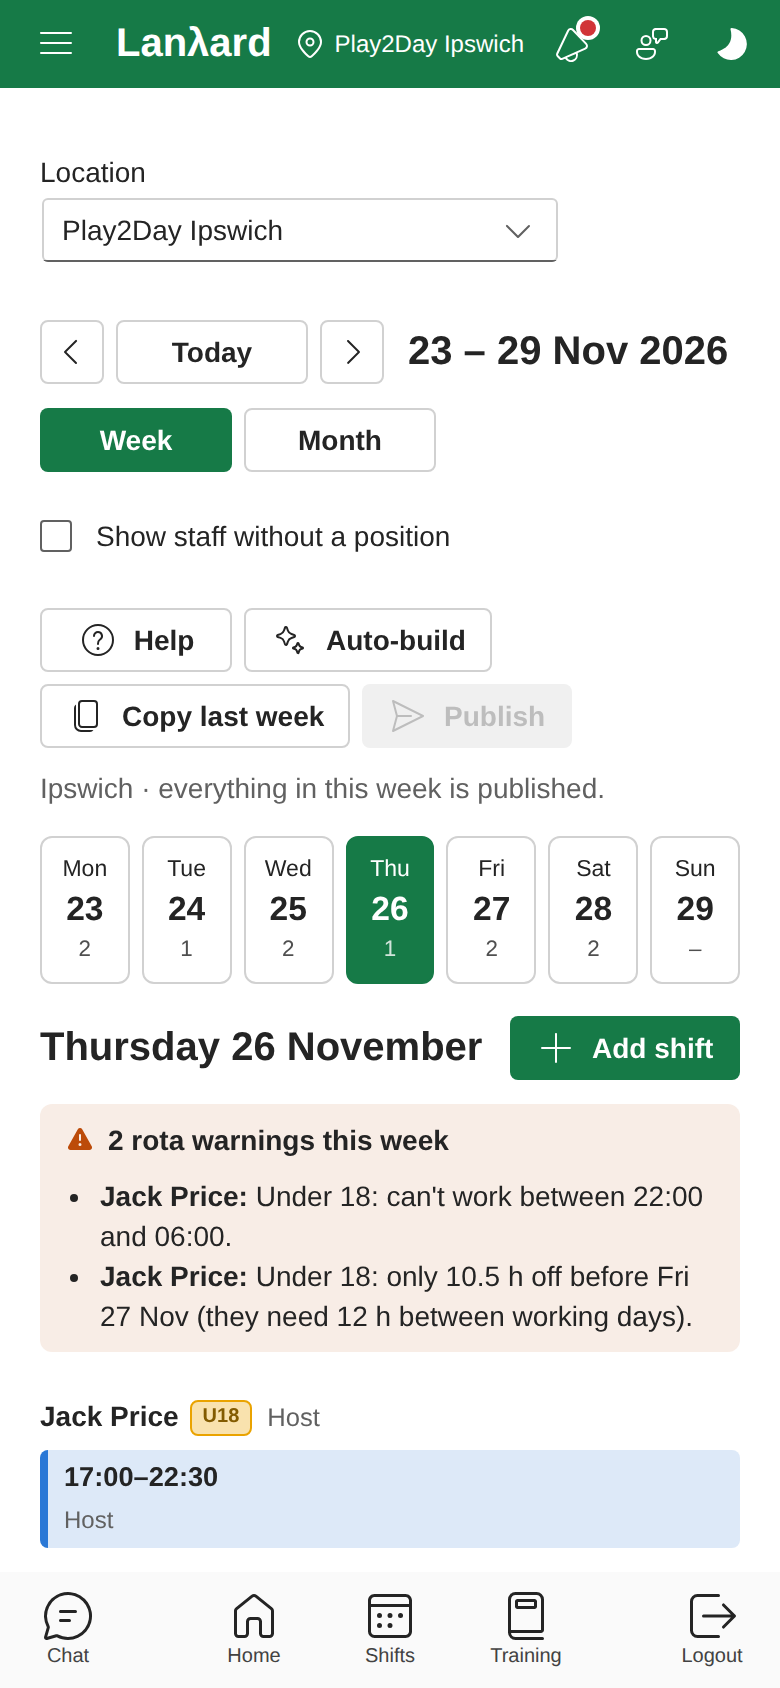 Lanλard
Play2Day Ipswich
Location
Play2Day Ipswich
Today
23 – 29 Nov 2026
Week
Month
Show staff without a position
Help
Auto-build
Copy last week
Publish
Ipswich · everything in this week is published.
Mon
23
2
Tue
24
1
Wed
25
2
Thu
26
1
Fri
27
2
Sat
28
2
Sun
29
–
Thursday 26 November
Add shift
2 rota warnings this week
• Jack Price: Under 18: can't work between 22:00
and 06:00.
• Jack Price: Under 18: only 10.5 h off before Fri
27 Nov (they need 12 h between working days).
Jack Price U18 Host
17:00–22:30
Host
Chat
Home
Shifts
Training
Logout